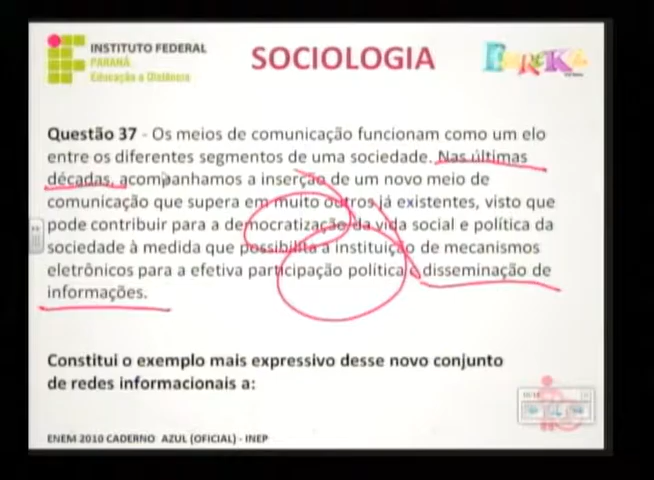 INSTITUTO FEDERAL
PARANÁ
Educação a Distância
SOCIOLOGIA
EUREKA
Questão 37 - Os meios de comunicação funcionam como um elo
entre os diferentes segmentos de uma sociedade. Nas últimas
décadas, acompanhamos a inserção de um novo meio de
comunicação que supera em muito outros já existentes, visto que
pode contribuir para a democratização da vida social e política da
sociedade à medida que possibilita a instituição de mecanismos
eletrônicos para a efetiva participação política e disseminação de
informações.
Constitui o exemplo mais expressivo desse novo conjunto
de redes informacionais a:
ENEM 2010 CADERNO AZUL (OFICIAL) - INEP